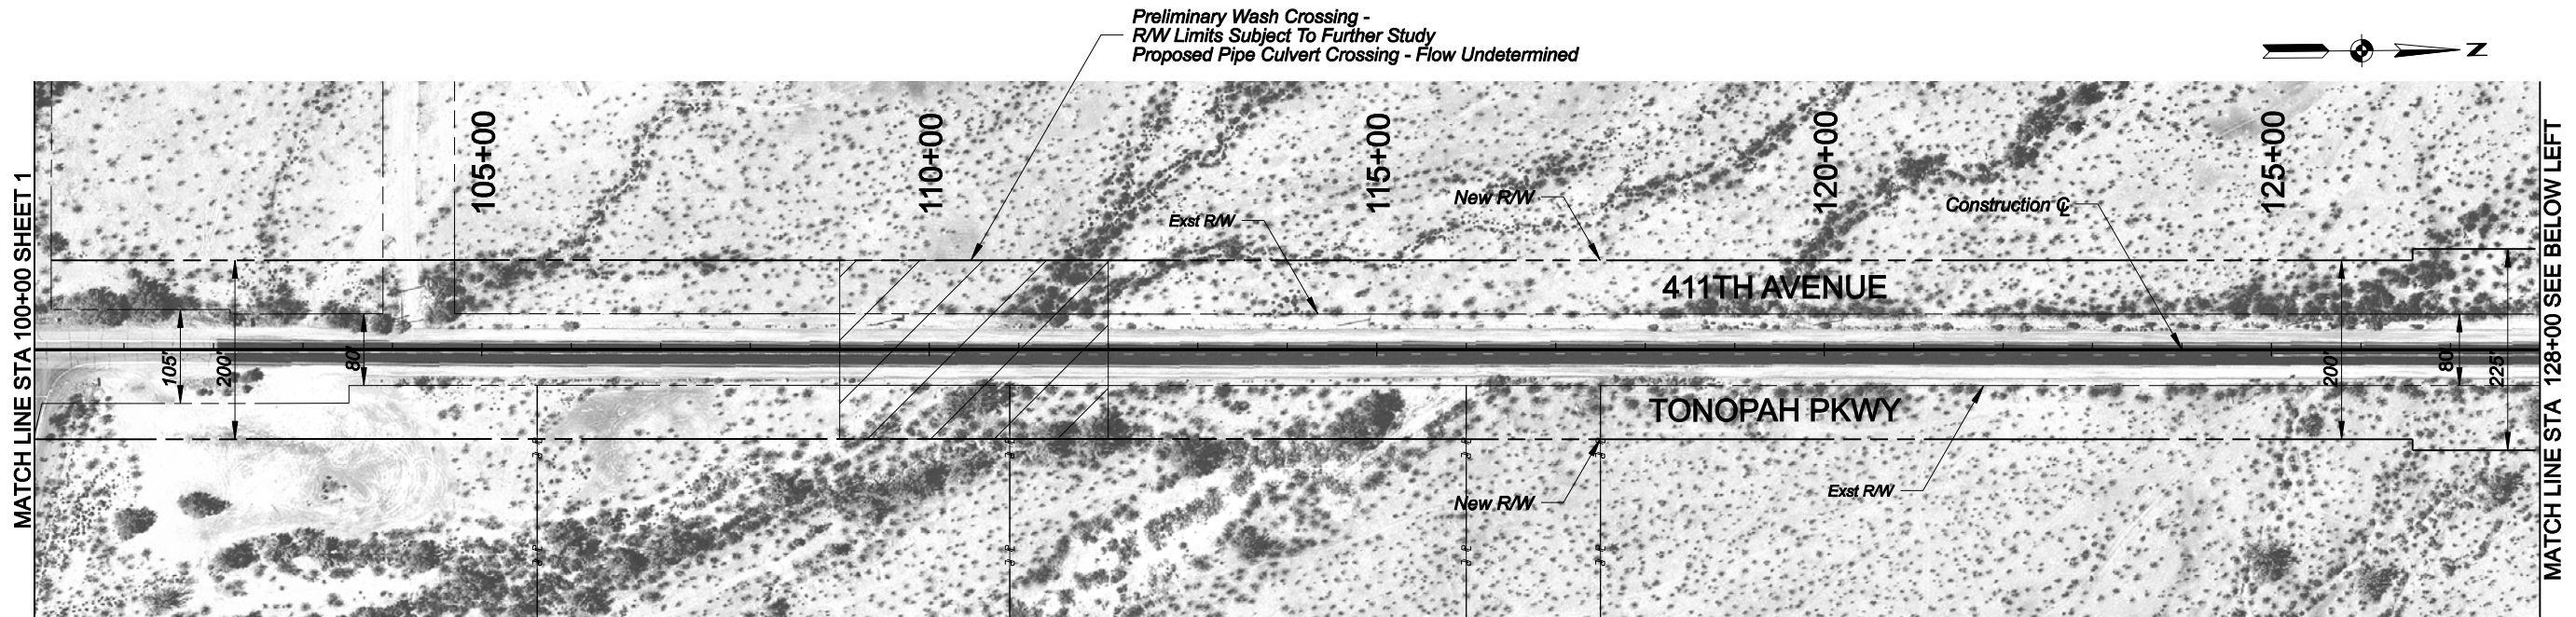 Preliminary Wash Crossing -
R/W Limits Subject To Further Study
Proposed Pipe Culvert Crossing - Flow Undetermined
N
MATCH LINE STA 100+00 SHEET 1
105+00
110+00
115+00
120+00
125+00
Exst R/W
New R/W
Construction ℄
411TH AVENUE
105'
200'
80'
200'
80'
225'
TONOPAH PKWY
New R/W
Exst R/W
MATCH LINE STA 128+00 SEE BELOW LEFT